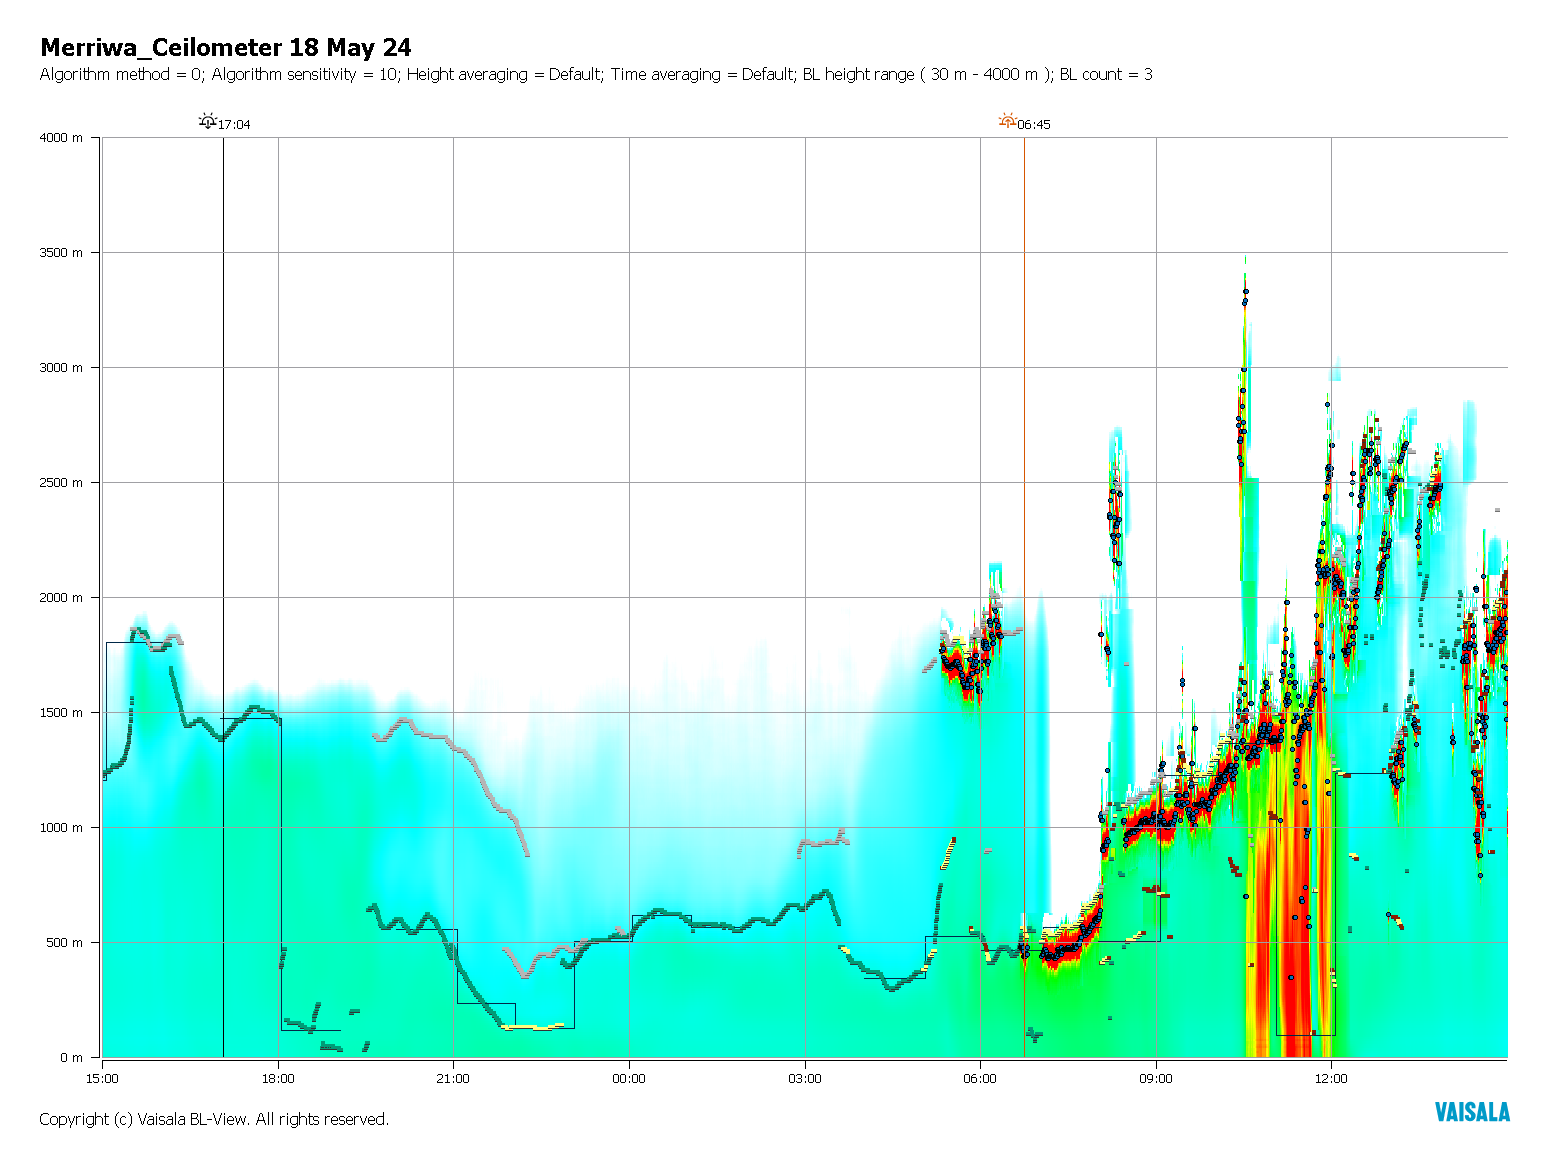 Merriwa_Ceilometer 18 May 24
Algorithm method = 0; Algorithm sensitivity = 10; Height averaging = Default; Time averaging = Default; BL height range ( 30 m - 4000 m ); BL count = 3
17:04
06:45
4000 m
3500 m
3000 m
2500 m
2000 m
1500 m
1000 m
500 m
0 m
15:00
18:00
21:00
00:00
03:00
06:00
09:00
12:00
Copyright (c) Vaisala BL-View. All rights reserved.
VAISALA